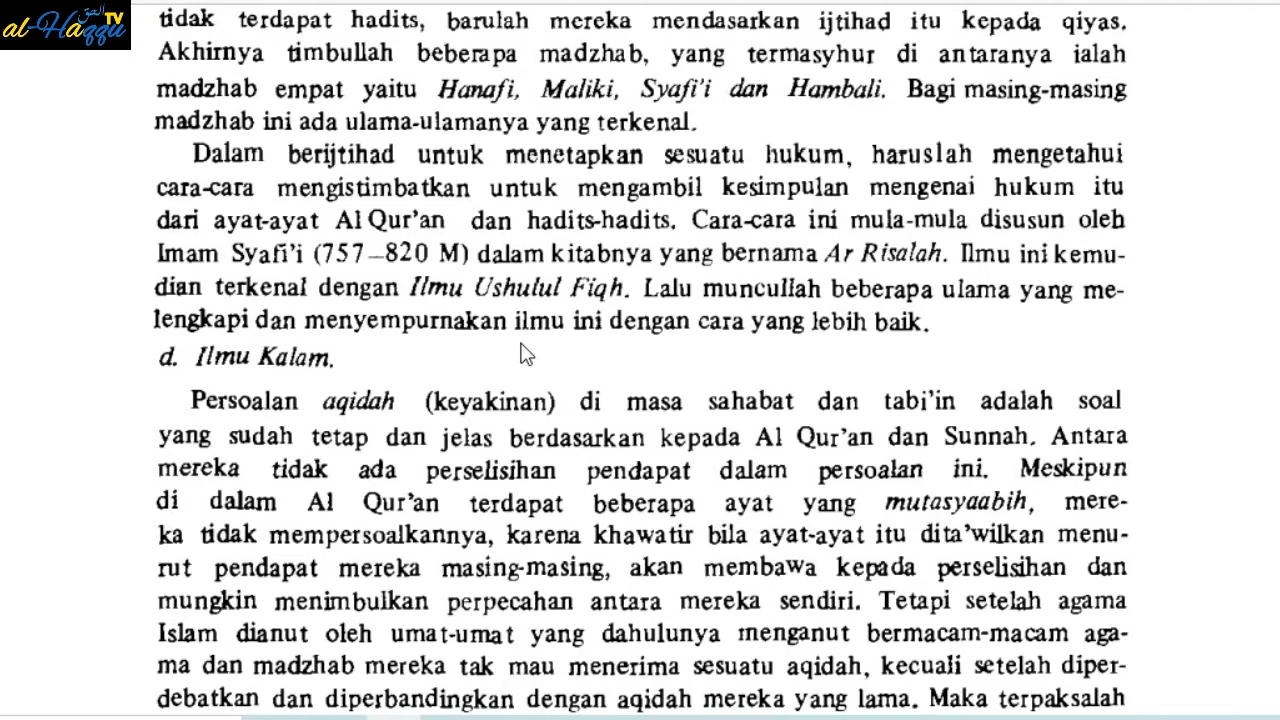 الحق
al-Haqqu TV
tidak terdapat hadits, barulah mereka mendasarkan ijtihad itu kepada qiyas.
Akhirnya timbullah beberapa madzhab, yang termasyhur di antaranya ialah
madzhab empat yaitu Hanafi, Maliki, Syafi'i dan Hambali. Bagi masing-masing
madzhab ini ada ulama-ulamanya yang terkenal.
Dalam berijtihad untuk menetapkan sesuatu hukum, haruslah mengetahui
cara-cara mengistimbatkan untuk mengambil kesimpulan mengenai hukum itu
dari ayat-ayat Al Qur'an dan hadits-hadits. Cara-cara ini mula-mula disusun oleh
Imam Syafi'i (757–820 M) dalam kitabnya yang bernama Ar Risalah. Ilmu ini kemu-
dian terkenal dengan Ilmu Ushulul Fiqh. Lalu muncullah beberapa ulama yang me-
lengkapi dan menyempurnakan ilmu ini dengan cara yang lebih baik.
d. Ilmu Kalam.
Persoalan aqidah (keyakinan) di masa sahabat dan tabi'in adalah soal
yang sudah tetap dan jelas berdasarkan kepada Al Qur'an dan Sunnah. Antara
mereka tidak ada perselisihan pendapat dalam persoalan ini. Meskipun
di dalam Al Qur'an terdapat beberapa ayat yang mutasyaabih, mere-
ka tidak mempersoalkannya, karena khawatir bila ayat-ayat itu dita'wilkan menu-
rut pendapat mereka masing-masing, akan membawa kepada perselisihan dan
mungkin menimbulkan perpecahan antara mereka sendiri. Tetapi setelah agama
Islam dianut oleh umat-umat yang dahulunya menganut bermacam-macam aga-
ma dan madzhab mereka tak mau menerima sesuatu aqidah, kecuali setelah diper-
debatkan dan diperbandingkan dengan aqidah mereka yang lama. Maka terpaksalah